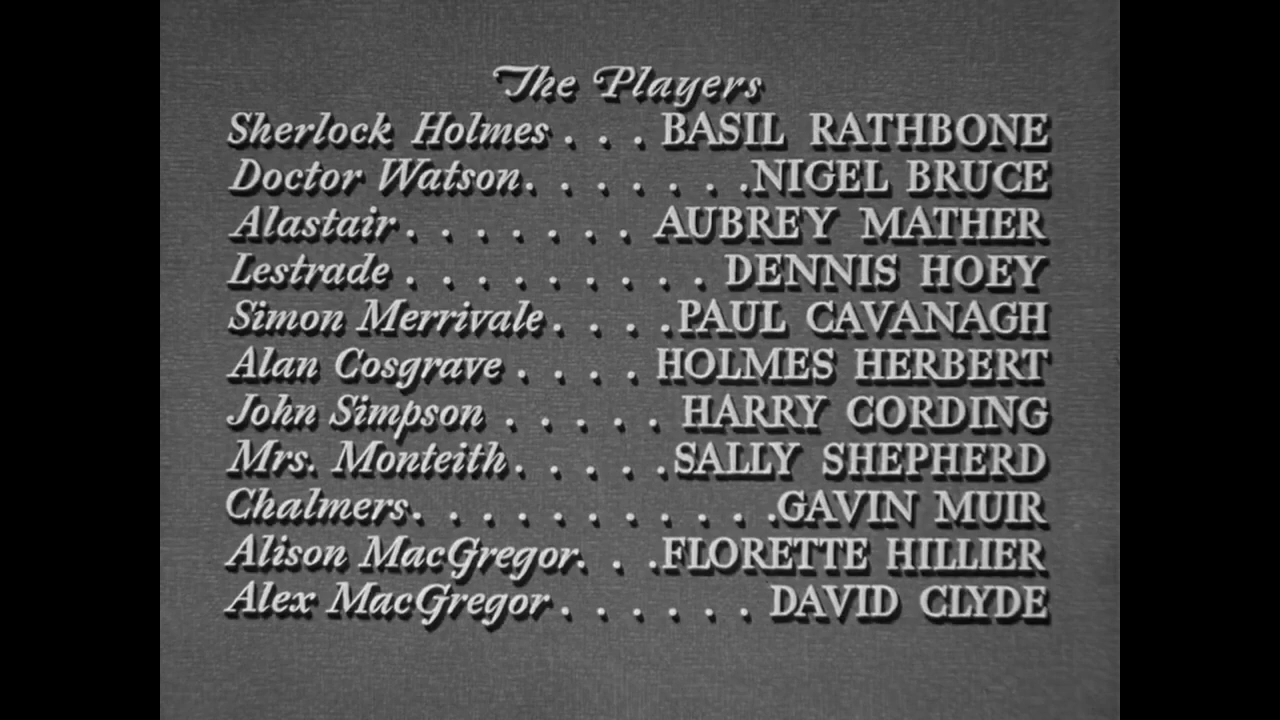 The Players
Sherlock Holmes . . . BASIL RATHBONE
Doctor Watson. . . . . . .NIGEL BRUCE
Alastair . . . . . . . AUBREY MATHER
Lestrade . . . . . . . . . DENNIS HOEY
Simon Merrivale. . . .PAUL CAVANAGH
Alan Cosgrave . . . . HOLMES HERBERT
John Simpson . . . . . HARRY CORDING
Mrs. Monteith. . . . .SALLY SHEPHERD
Chalmers. . . . . . . . . . .GAVIN MUIR
Alison MacGregor. . .FLORETTE HILLIER
Alex MacGregor . . . . . . DAVID CLYDE